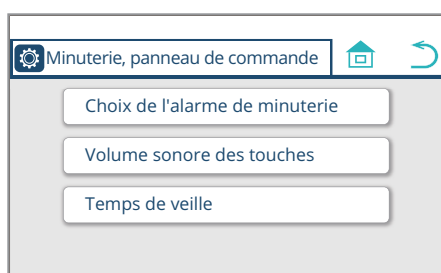 Minuterie, panneau de commande
Choix de l'alarme de minuterie
Volume sonore des touches
Temps de veille